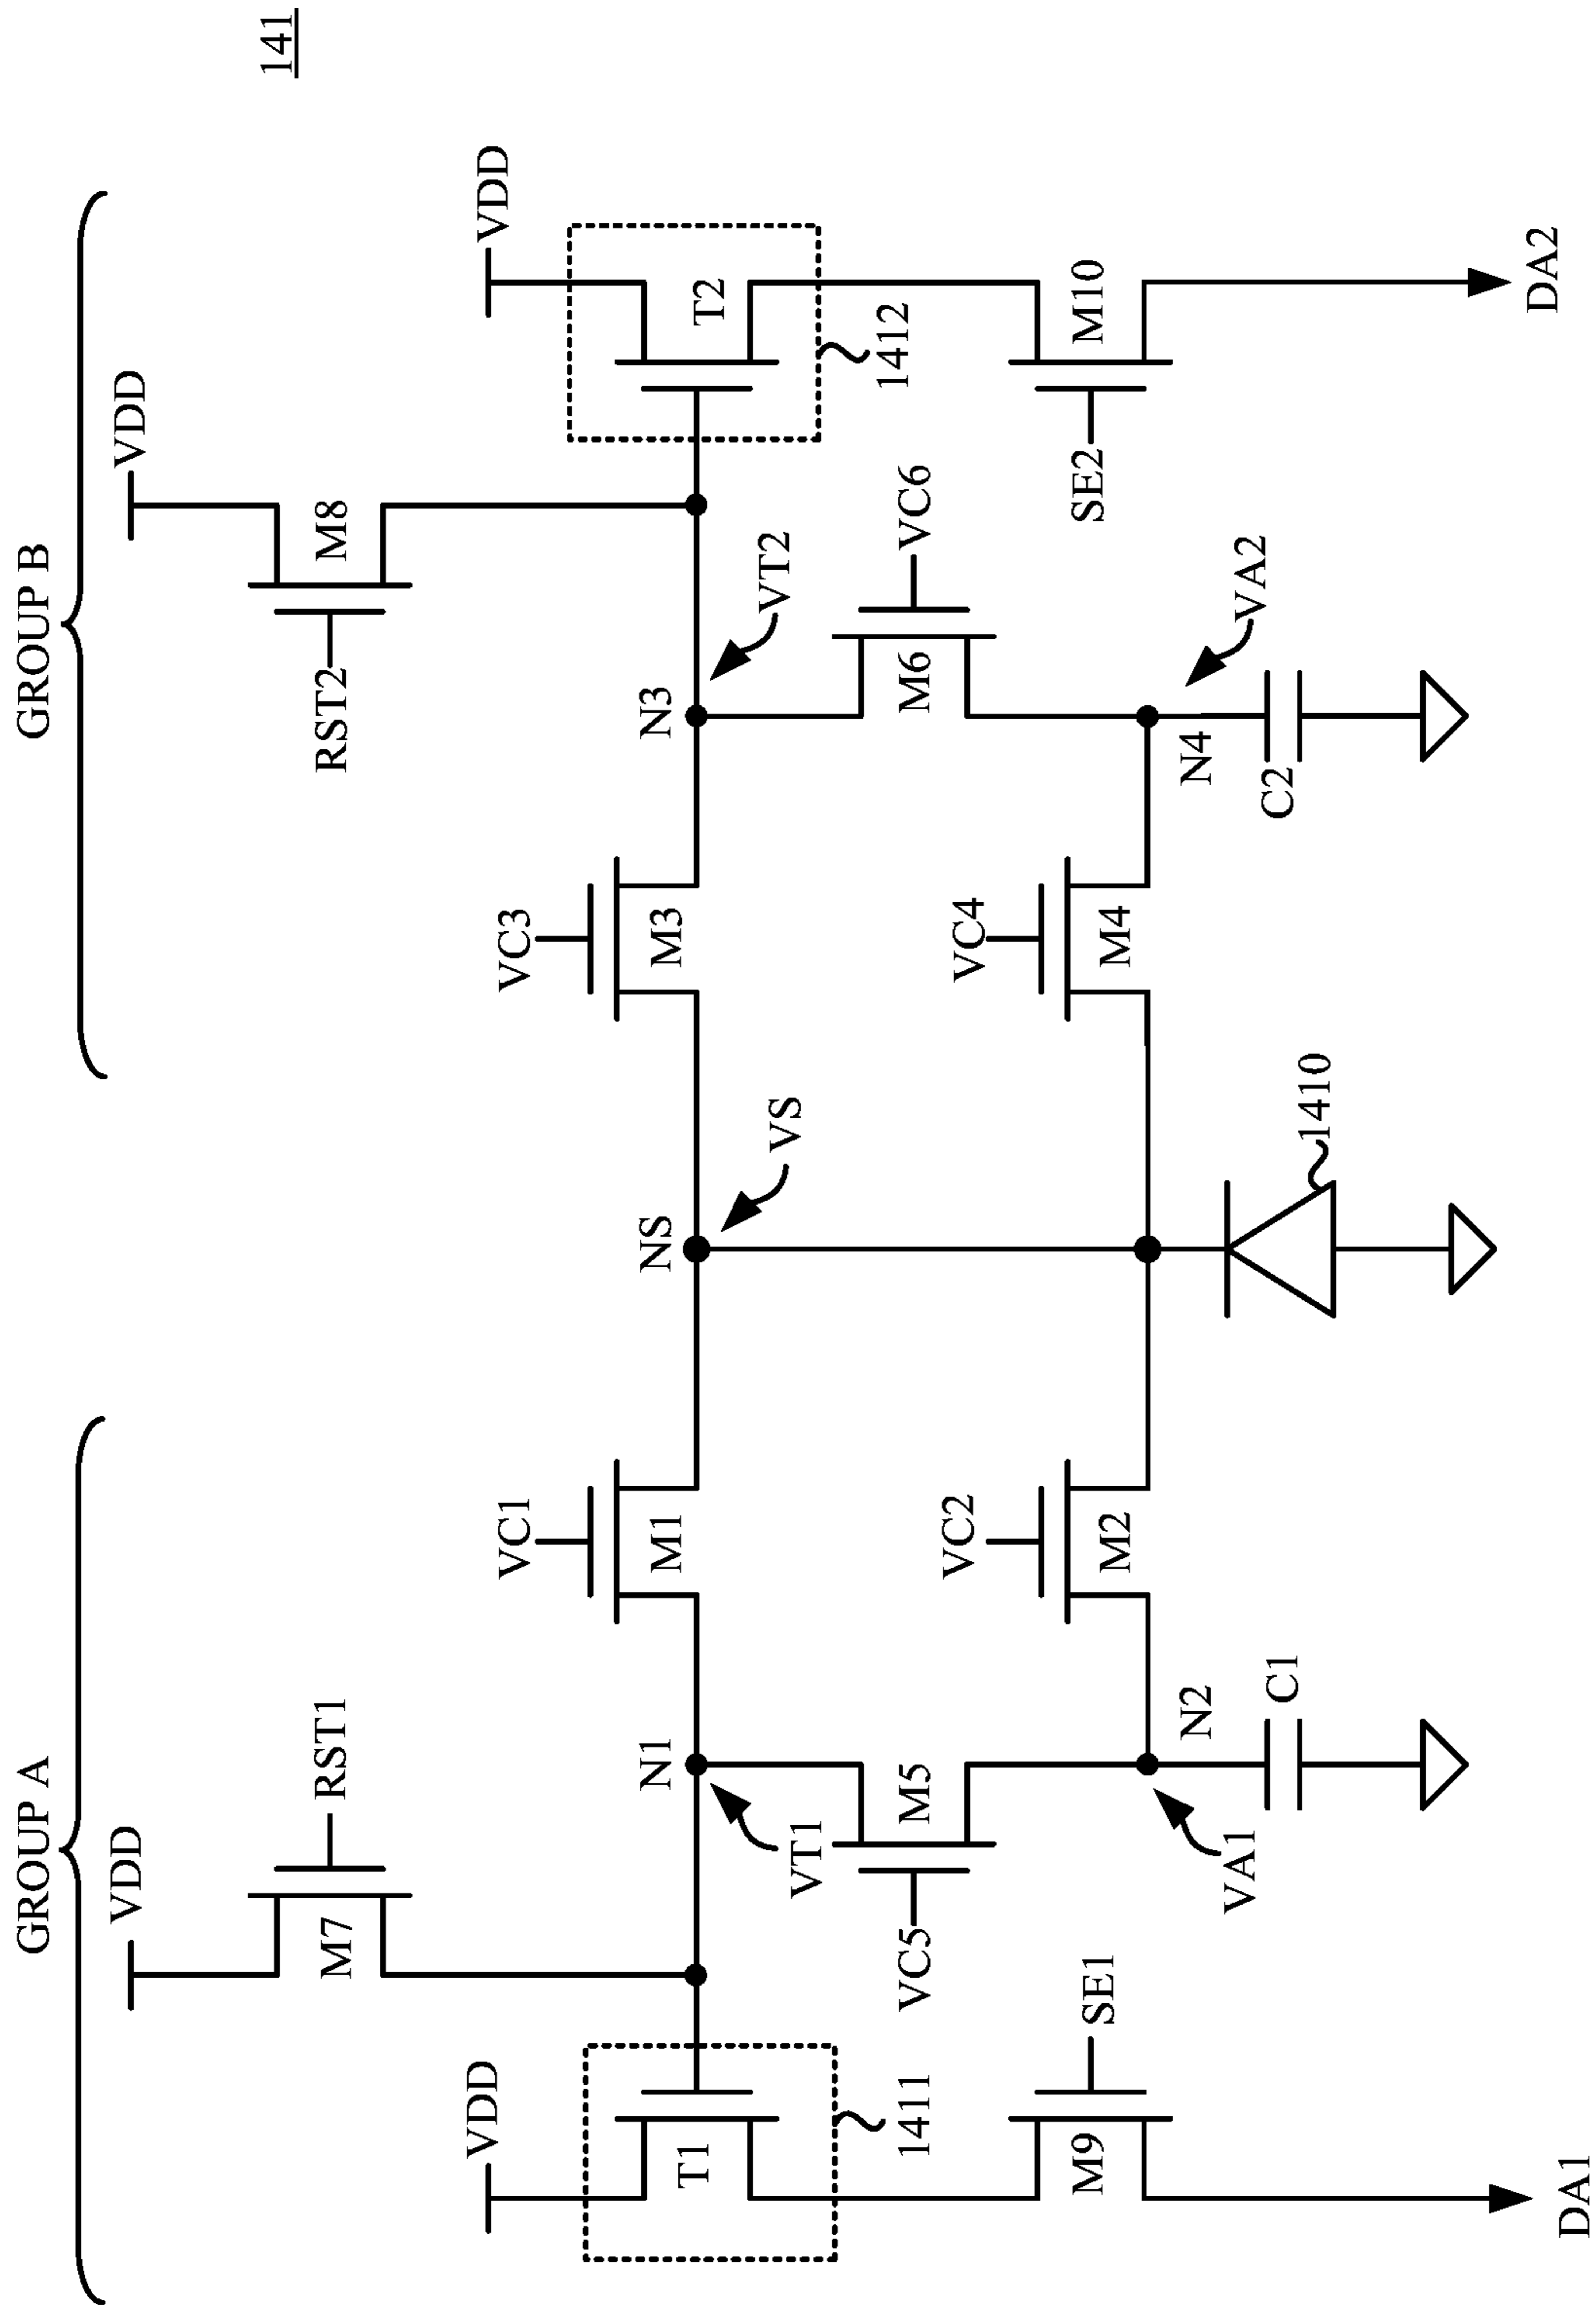 141
GROUP A
GROUP B
VDD
VDD
M7
RST1
RST2
M8
VDD
VDD
T1
T2
1411
1412
VC1
VC3
M1
M3
N1
NS
N3
VT1
VS
VT2
VC5
M5
M6
VC6
VC2
VC4
M2
M4
M9
SE1
SE2
M10
N2
N4
VA1
VA2
C1
C2
1410
DA1
DA2